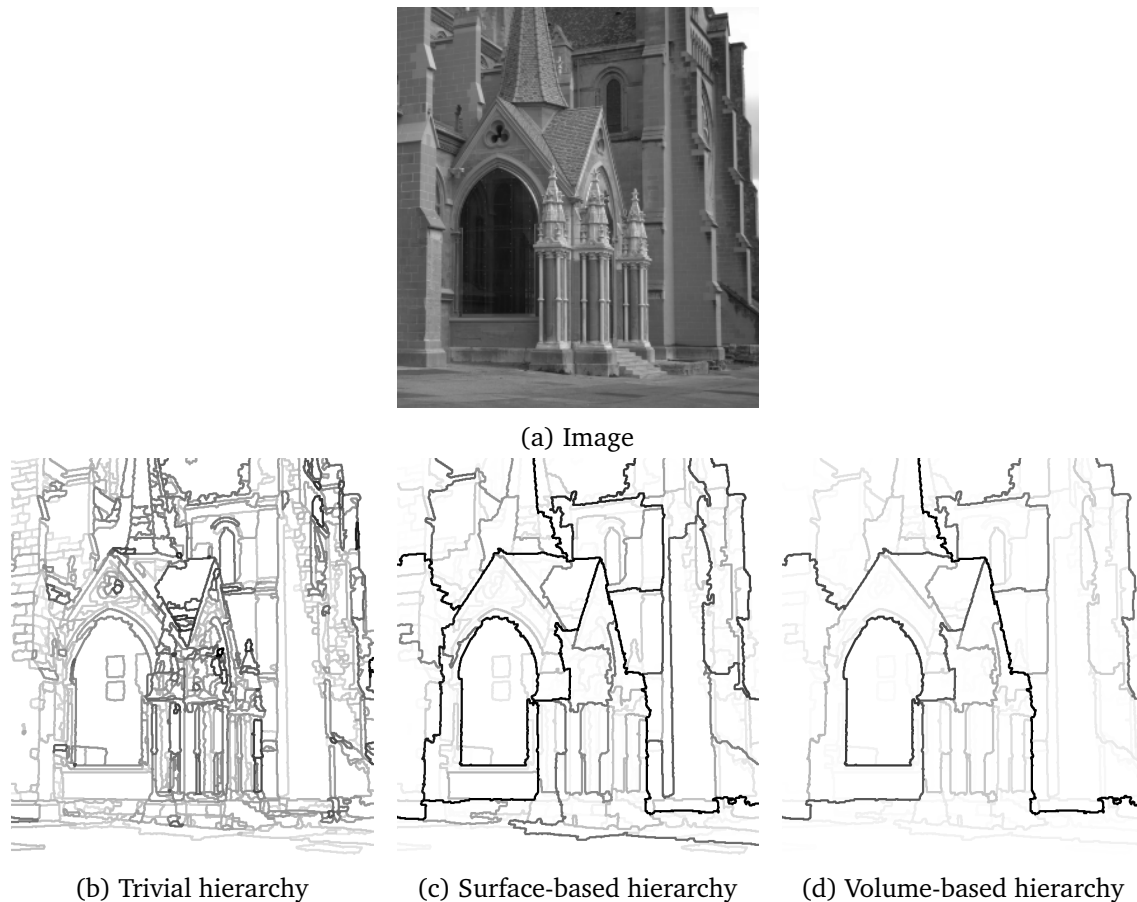 (a) Image
(b) Trivial hierarchy
(c) Surface-based hierarchy
(d) Volume-based hierarchy